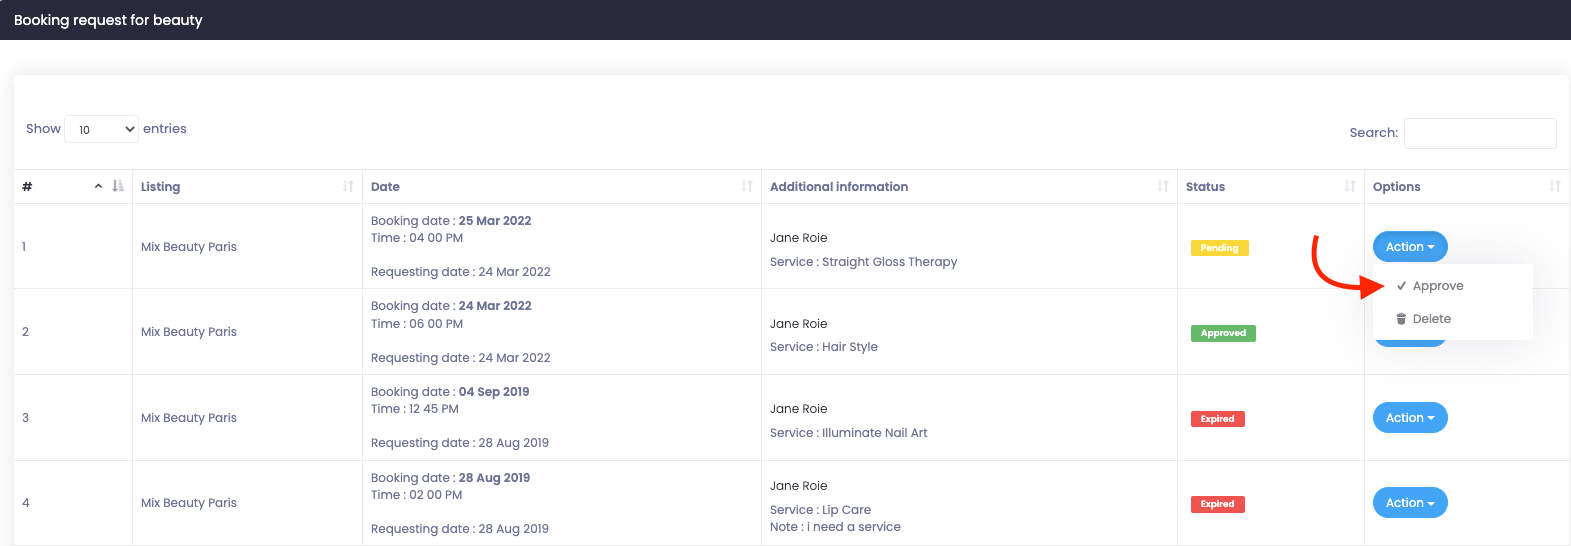 Booking request for beauty
Show 10 entries
Search:
# Listing Date Additional information Status Options
1
Mix Beauty Paris
Booking date : 25 Mar 2022
Time : 04 00 PM
Requesting date : 24 Mar 2022
Jane Roie
Service : Straight Gloss Therapy
Pending
Action
Approve
Delete
2
Mix Beauty Paris
Booking date : 24 Mar 2022
Time : 06 00 PM
Requesting date : 24 Mar 2022
Jane Roie
Service : Hair Style
Approved
3
Mix Beauty Paris
Booking date : 04 Sep 2019
Time : 12 45 PM
Requesting date : 28 Aug 2019
Jane Roie
Service : Illuminate Nail Art
Expired
Action
4
Mix Beauty Paris
Booking date : 28 Aug 2019
Time : 02 00 PM
Requesting date : 28 Aug 2019
Jane Roie
Service : Lip Care
Note : i need a service
Expired
Action